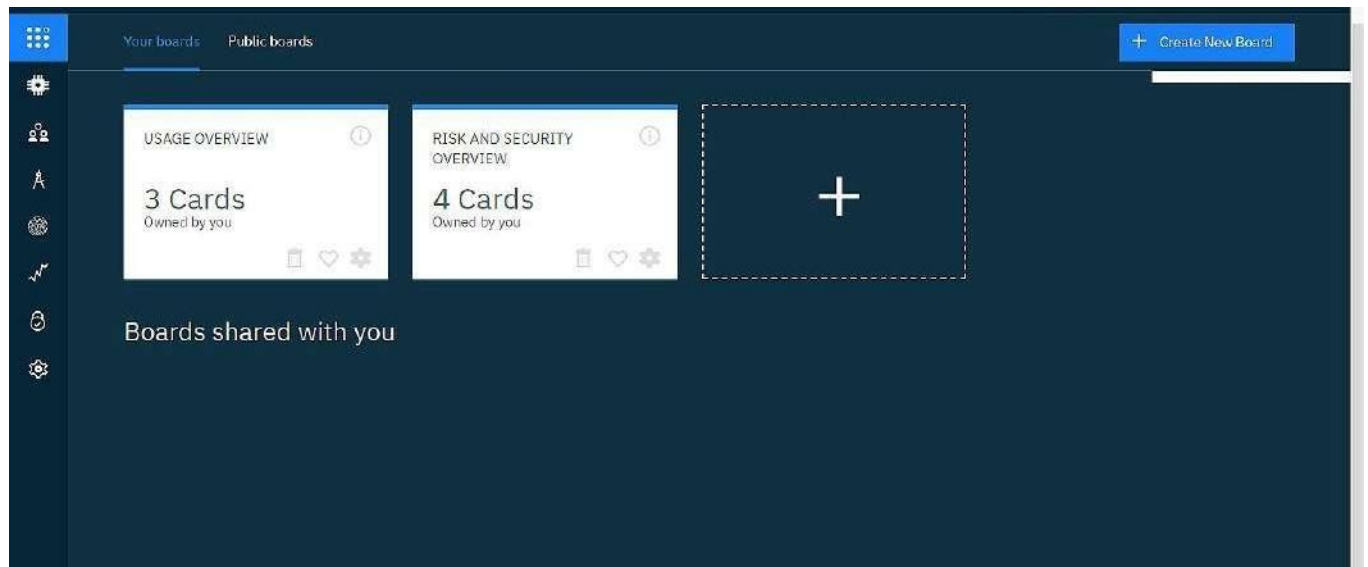 Your boards
Public boards
+ Create New Board
USAGE OVERVIEW
3 Cards
Owned by you
RISK AND SECURITY
OVERVIEW
4 Cards
Owned by you
Boards shared with you